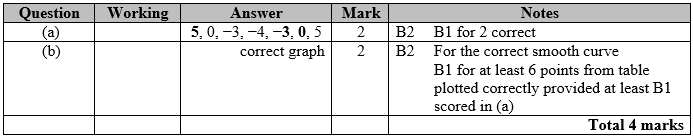 Question Working Answer Mark Notes
(a) 5, 0, −3, −4, −3, 0, 5 2 B2 B1 for 2 correct
(b) correct graph 2 B2 For the correct smooth curve
B1 for at least 6 points from table
plotted correctly provided at least B1
scored in (a)
Total 4 marks